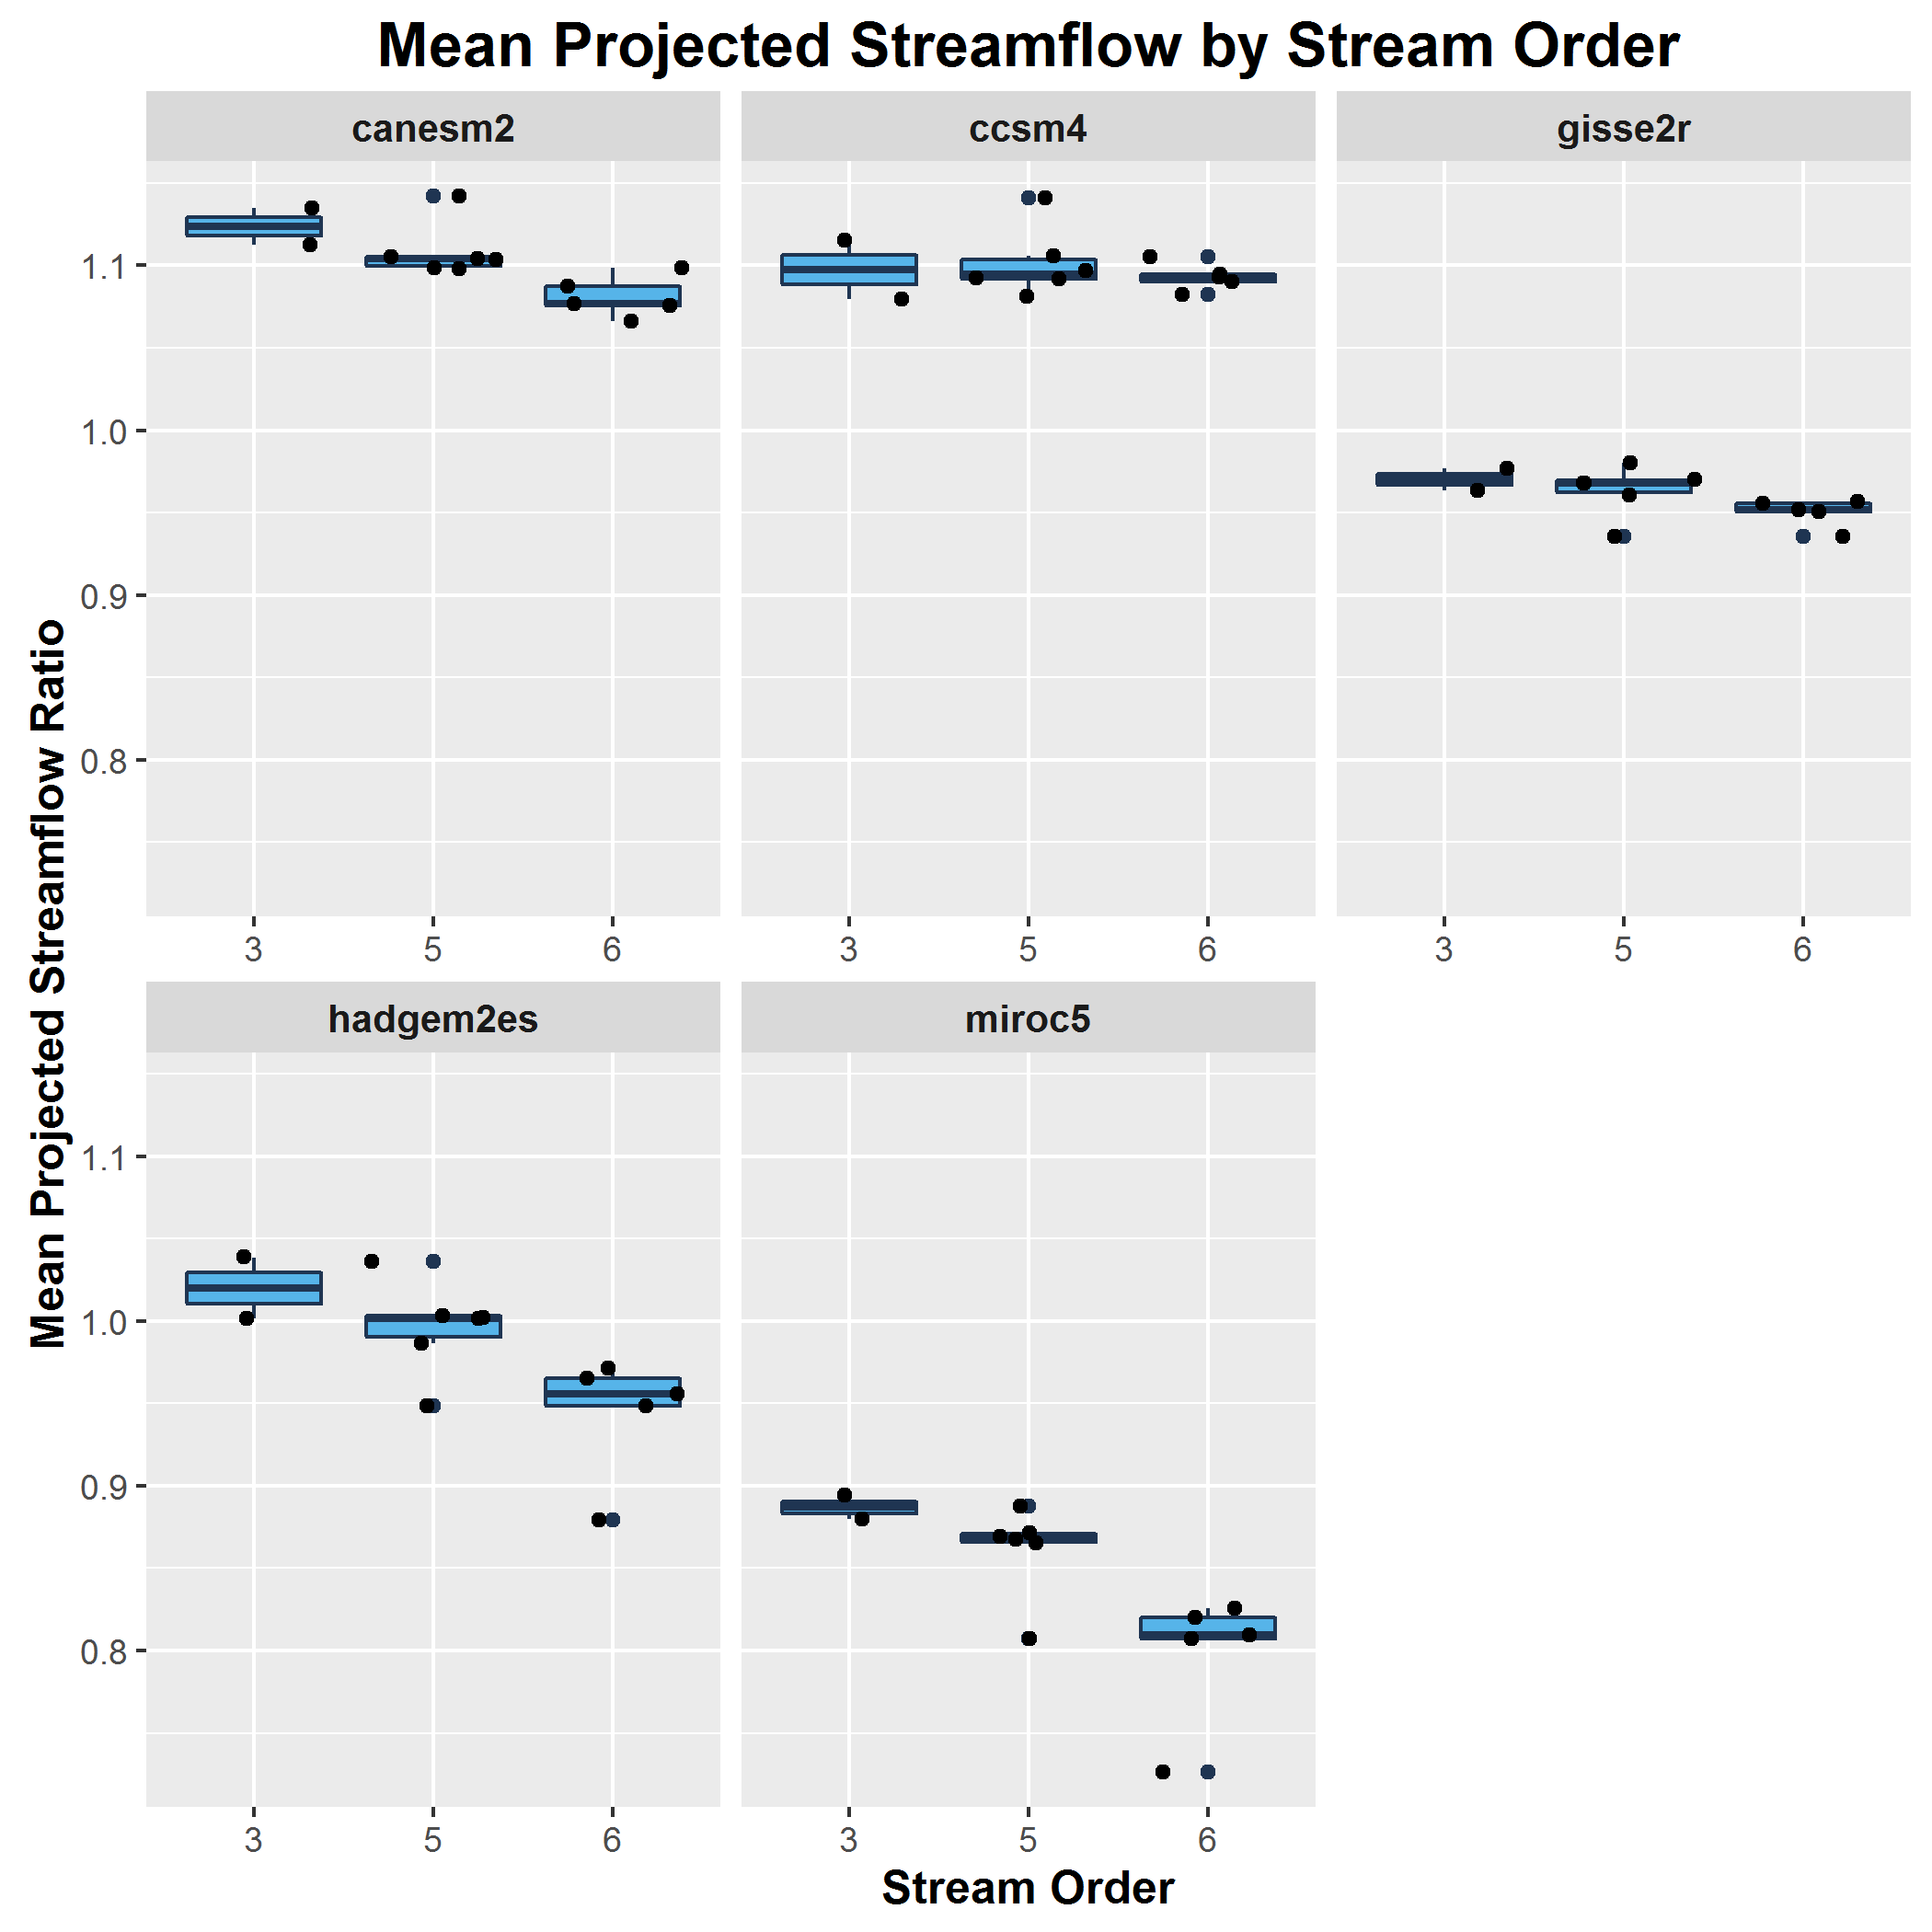 Mean Projected Streamflow by Stream Order
canesm2
ccsm4
gisse2r
1.1
1.0
0.9
0.8
3 5 6
3 5 6
3 5 6
Mean Projected Streamflow Ratio
hadgem2es
miroc5
1.1
1.0
0.9
0.8
3 5 6
3 5 6
Stream Order